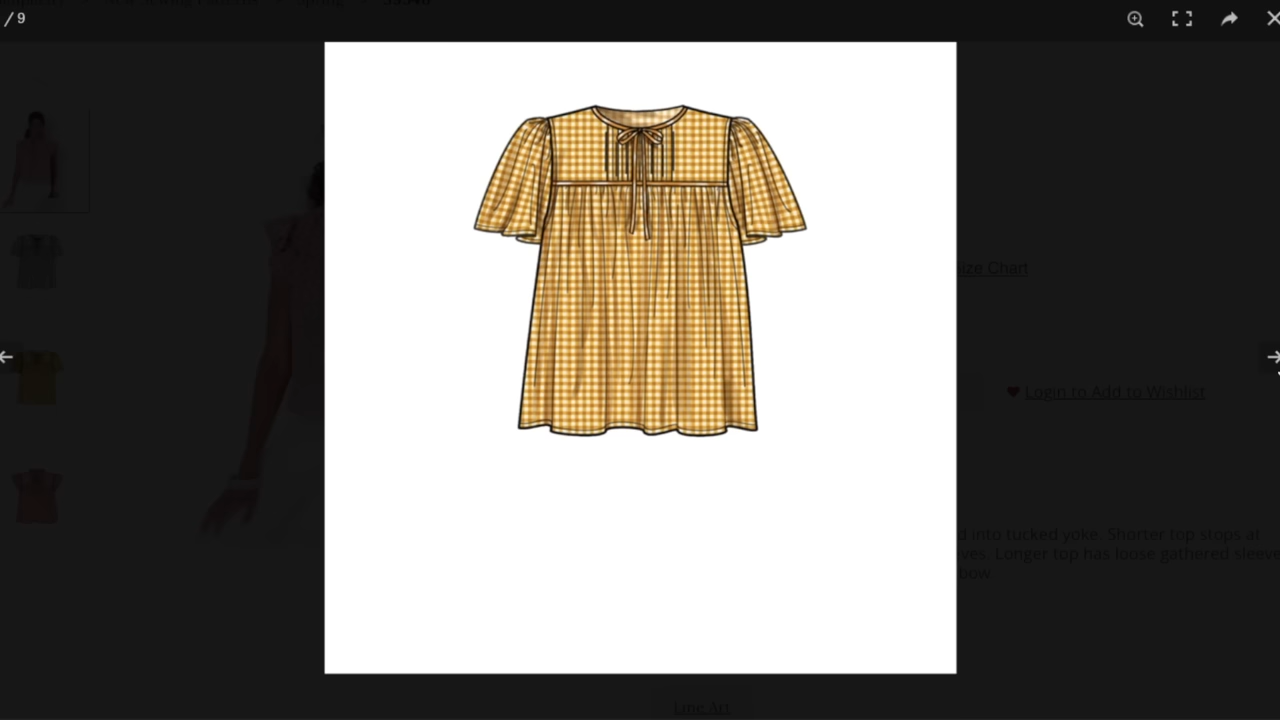 / 9
ize Chart
Login to Add to Wishlist
d into tucked yoke. Shorter top stops at
ves. Longer top has loose gathered sleeve
bow.
Line Art